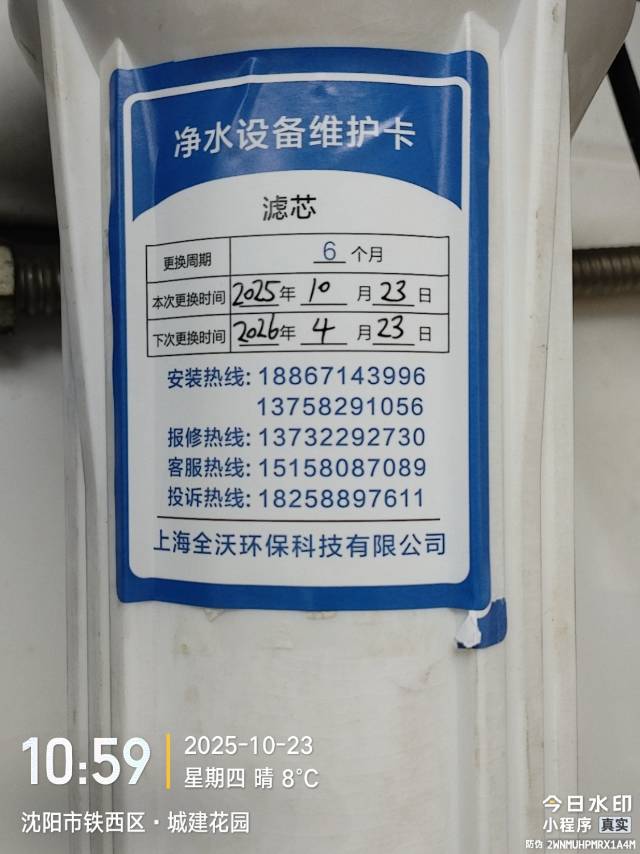 净水设备维护卡
滤芯
更换周期 6 个月
本次更换时间 2025年 10 月 23 日
下次更换时间 2026年 4 月 23 日
安装热线: 18867143996
13758291056
报修热线: 13732292730
客服热线: 15158087089
投诉热线: 18258897611
上海全沃环保科技有限公司
10:59
2025-10-23
星期四 晴 8°C
沈阳市铁西区·城建花园
今日水印
小程序 真实
防伪 2WNMUHPMRX1A4M